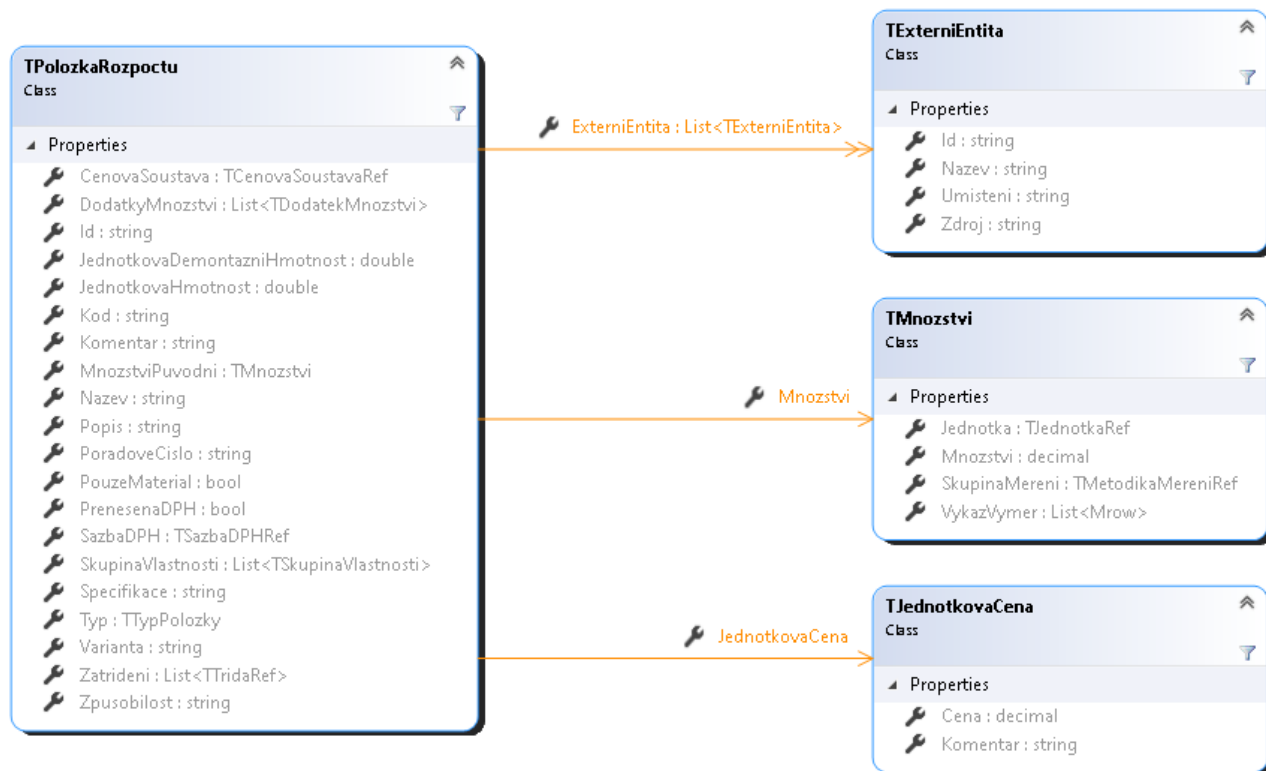 TPolozkaRozpoctu
Class
Properties
CenovaSoustava : TCenovaSoustavaRef
DodatkyMnozstvi : List<TDodatekMnozstvi>
Id : string
JednotkovaDemontazniHmotnost : double
JednotkovaHmotnost : double
Kod : string
Komentar : string
MnozstviPuvodni : TMnozstvi
Nazev : string
Popis : string
PoradoveCislo : string
PouzeMaterial : bool
PrenesenaDPH : bool
SazbaDPH : TSazbaDPHRef
SkupinaVlastnosti : List<TSkupinaVlastnosti>
Specifikace : string
Typ : TTypPolozky
Varianta : string
Zatrideni : List<TTridaRef>
Zpusobilost : string
ExterniEntita : List<TExterniEntita>
Mnozstvi
JednotkovaCena
TExterniEntita
Class
Properties
Id : string
Nazev : string
Umisteni : string
Zdroj : string
TMnozstvi
Class
Properties
Jednotka : TJednotkaRef
Mnozstvi : decimal
SkupinaMereni : TMetodikaMereniRef
VykazVymer : List<Mrow>
TJednotkovaCena
Class
Properties
Cena : decimal
Komentar : string